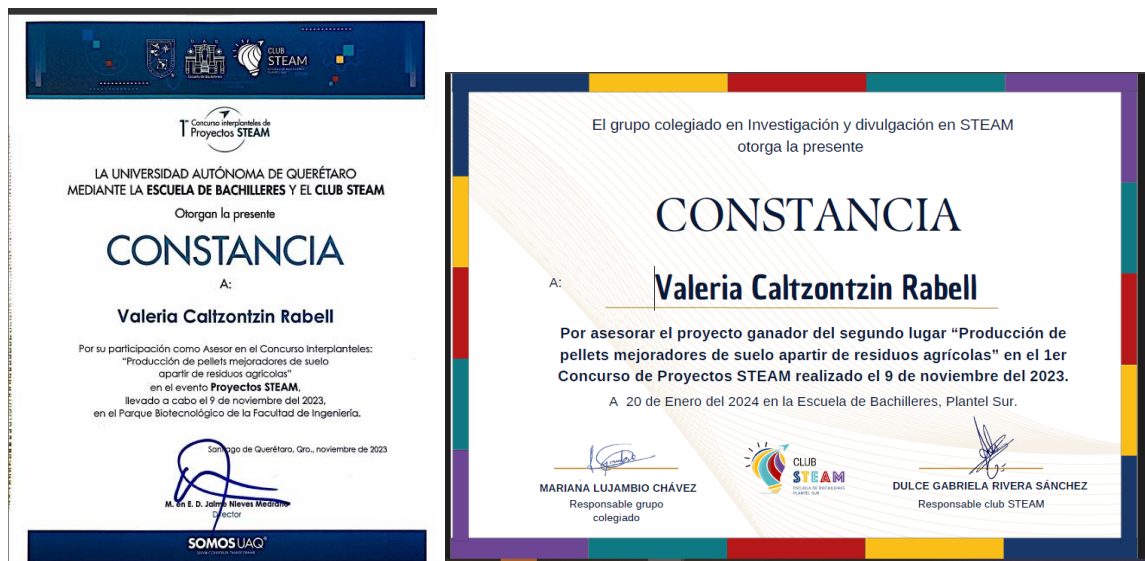 CLUB
STEAM
1er Concurso interplanteles de
Proyectos STEAM
LA UNIVERSIDAD AUTÓNOMA DE QUERÉTARO
MEDIANTE LA ESCUELA DE BACHILLERES Y EL CLUB STEAM
Otorgan la presente
CONSTANCIA
A:
Valeria Caltzontzin Rabell
Por su participación como Asesor en el Concurso Interplanteles:
“Producción de pellets mejoradores de suelo
apartir de residuos agrícolas”
en el evento Proyectos STEAM,
llevado a cabo el 9 de noviembre del 2023,
en el Parque Biotecnológico de la Facultad de Ingeniería.
Santiago de Querétaro, Qro., noviembre de 2023
M. en E. D. Jaime Nieves Medrano
Director
SOMOSUAQ
El grupo colegiado en Investigación y divulgación en STEAM
otorga la presente
CONSTANCIA
A:
Valeria Caltzontzin Rabell
Por asesorar el proyecto ganador del segundo lugar “Producción de
pellets mejoradores de suelo apartir de residuos agrícolas” en el 1er
Concurso de Proyectos STEAM realizado el 9 de noviembre del 2023.
A 20 de Enero del 2024 en la Escuela de Bachilleres, Plantel Sur.
MARIANA LUJAMBIO CHÁVEZ
Responsable grupo
colegiado
CLUB
STEAM
ESCUELA DE BACHILLERES
PLANTEL SUR
DULCE GABRIELA RIVERA SÁNCHEZ
Responsable club STEAM